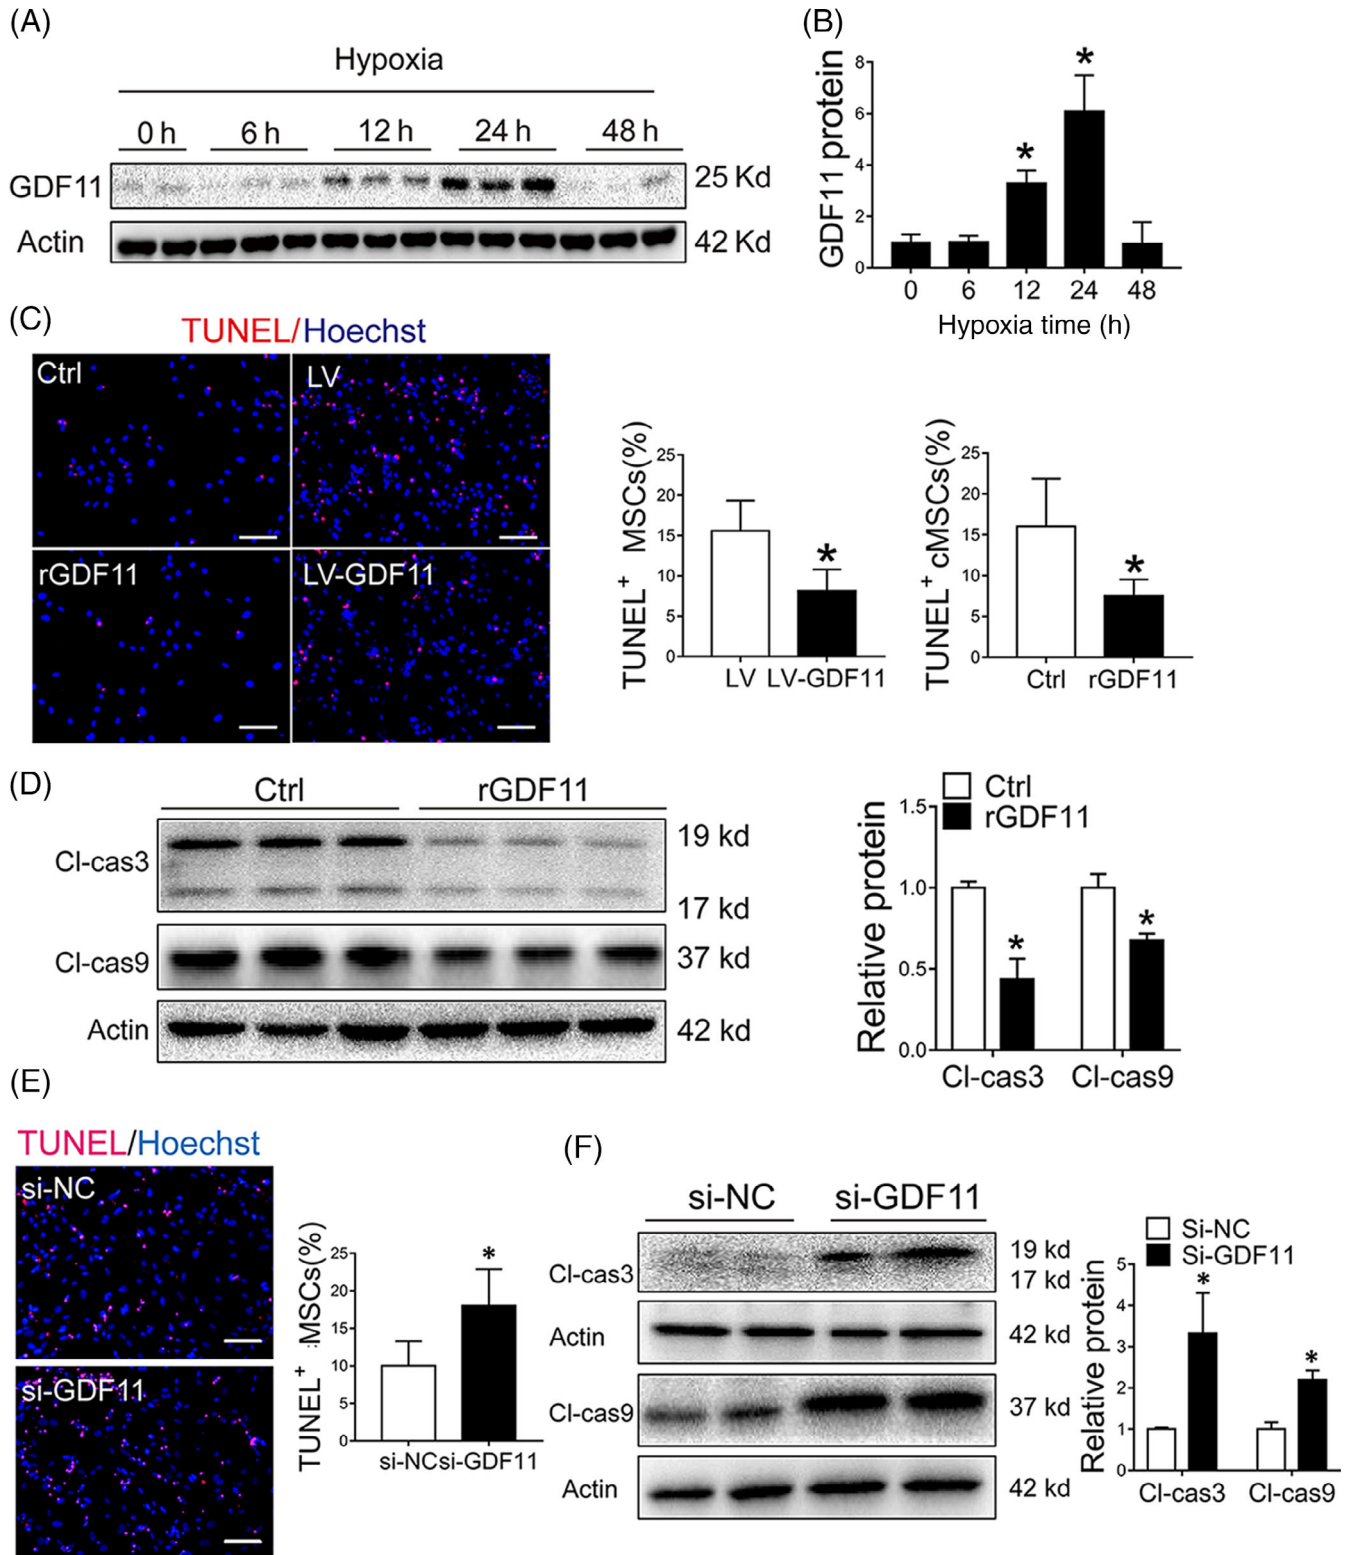 (A)
Hypoxia
0 h 6 h 12 h 24 h 48 h
GDF11 25 Kd
Actin 42 Kd
(B)
GDF11 protein
8
6
4
2
0
0 6 12 24 48
Hypoxia time (h)
* *
(C)
TUNEL/Hoechst
Ctrl LV
rGDF11 LV-GDF11
TUNEL+ MSCs(%)
25
20
15
10
5
0
*
LV LV-GDF11
TUNEL+ cMSCs(%)
25
20
15
10
5
0
*
Ctrl rGDF11
(D)
Ctrl rGDF11
Cl-cas3 19 kd
17 kd
Cl-cas9 37 kd
Actin 42 kd
Ctrl
rGDF11
Relative protein
1.5
1.0
0.5
0.0
* *
Cl-cas3 Cl-cas9
(E)
TUNEL/Hoechst
si-NC
si-GDF11
TUNEL+ :MSCs(%)
25
20
15
10
5
0
*
si-NC si-GDF11
(F)
si-NC si-GDF11
Cl-cas3 19 kd
17 kd
Actin 42 kd
Cl-cas9 37 kd
Actin 42 kd
Si-NC
Si-GDF11
Relative protein
5
4
3
2
1
0
* *
Cl-cas3 Cl-cas9